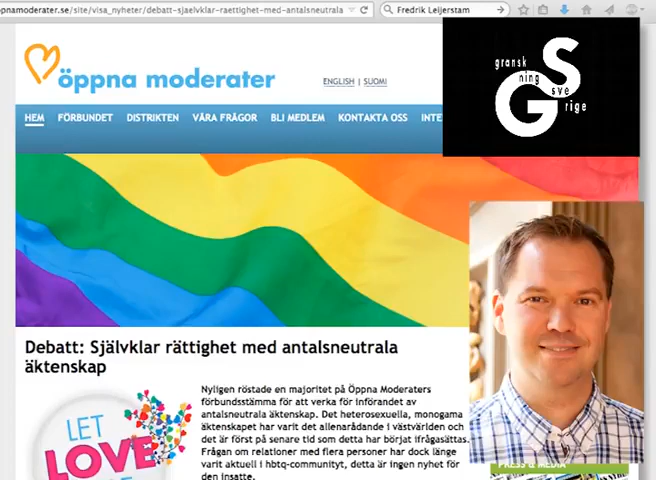 pnamoderater.se/site/visa_nyheter/debatt-sjaelvklar-raettighet-med-antalsneutrala
Fredrik Leijerstam
öppna moderater
ENGLISH | SUOMI
gransk
ning
sve
rige
GS
HEM FÖRBUNDET DISTRIKTEN VÅRA FRÅGOR BLI MEDLEM KONTAKTA OSS INTE
Debatt: Självklar rättighet med antalsneutrala
äktenskap
Nyligen röstade en majoritet på Öppna Moderaters
förbundsstämma för att verka för införandet av
antalsneutrala äktenskap. Det heterosexuella, monogama
äktenskapet har varit det allenarådande i västvärlden och
det är först på senare tid som detta har börjat ifrågasättas.
Frågan om relationer med flera personer har dock länge
varit aktuell i hbtq-communityt, detta är ingen nyhet för
den insatte.
LET
LOVE
PRESS & MEDIA